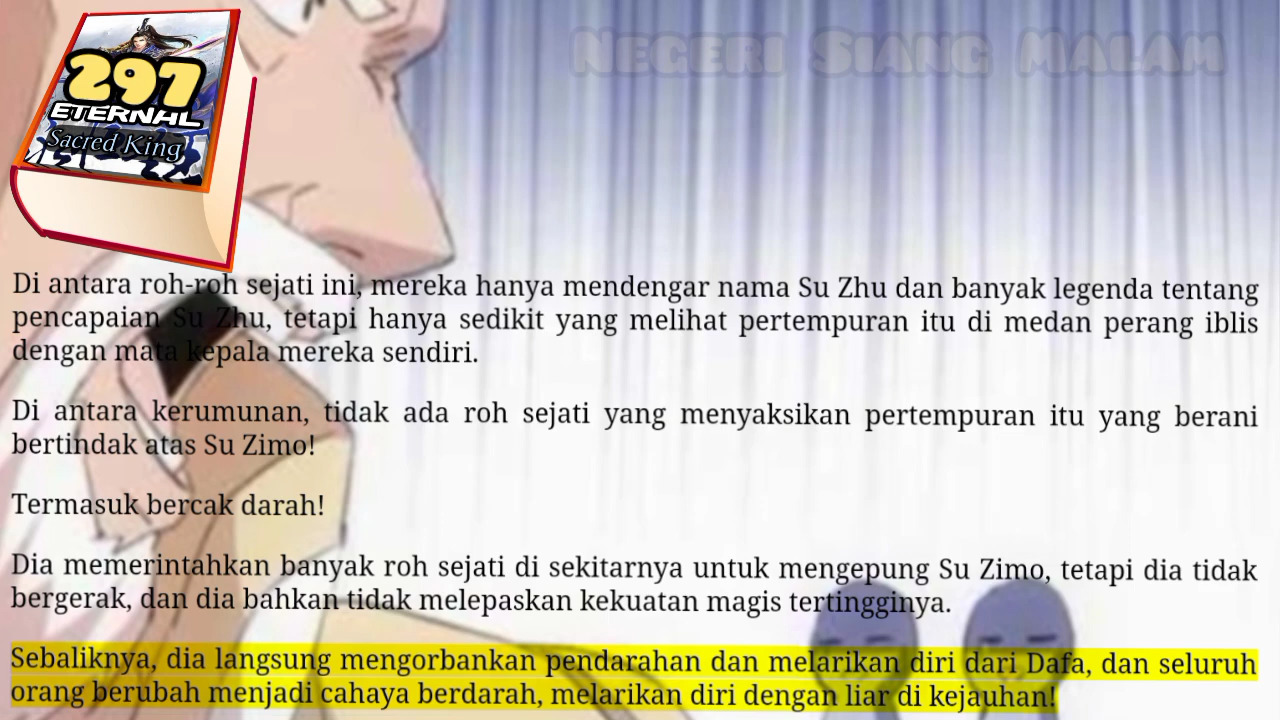 Negeri Siang Malam
297
ETERNAL
Sacred King
Di antara roh-roh sejati ini, mereka hanya mendengar nama Su Zhu dan banyak legenda tentang
pencapaian Su Zhu, tetapi hanya sedikit yang melihat pertempuran itu di medan perang iblis
dengan mata kepala mereka sendiri.
Di antara kerumunan, tidak ada roh sejati yang menyaksikan pertempuran itu yang berani
bertindak atas Su Zimo!
Termasuk bercak darah!
Dia memerintahkan banyak roh sejati di sekitarnya untuk mengepung Su Zimo, tetapi dia tidak
bergerak, dan dia bahkan tidak melepaskan kekuatan magis tertingginya.
Sebaliknya, dia langsung mengorbankan pendarahan dan melarikan diri dari Dafa, dan seluruh
orang berubah menjadi cahaya berdarah, melarikan diri dengan liar di kejauhan!